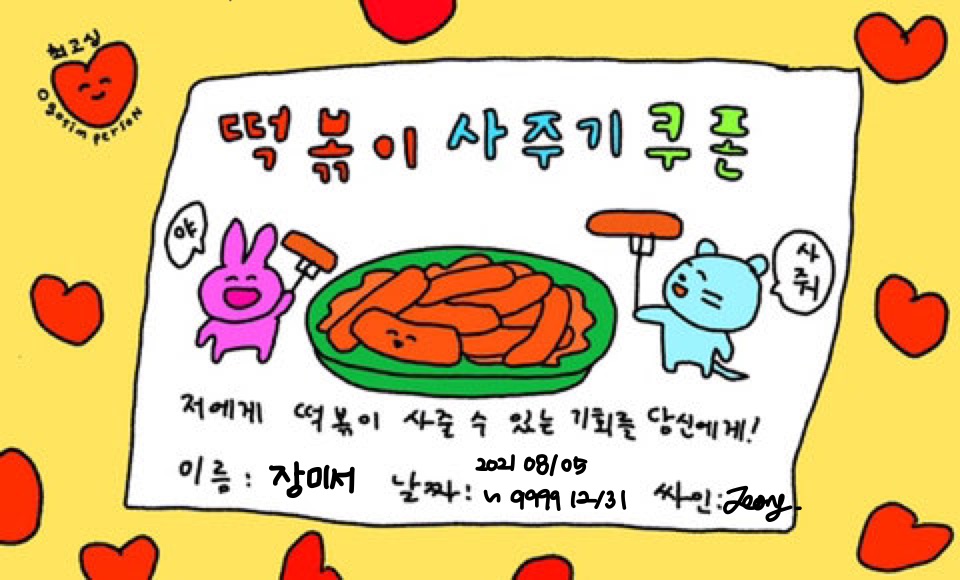 최고심
@gosim person
떡볶이 사주기 쿠폰
야
사
줘
저에게 떡볶이 사줄 수 있는 기회를 당신에게!
이름: 장미서 날짜: 2021 08/05
~ 9999 12/31 싸인: Jeong.